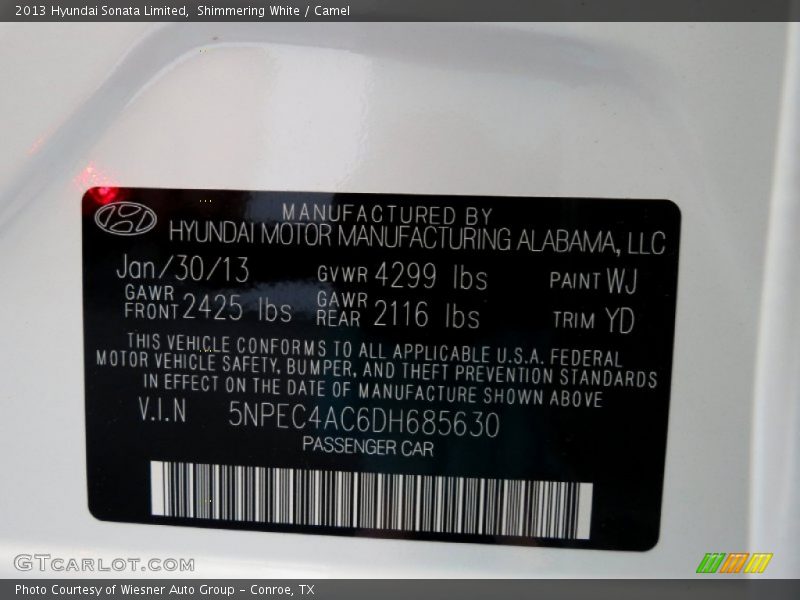 2013 Hyundai Sonata Limited, Shimmering White / Camel
MANUFACTURED BY
HYUNDAI MOTOR MANUFACTURING ALABAMA, LLC
Jan/30/13 GVWR 4299 lbs PAINT WJ
GAWR FRONT 2425 lbs GAWR REAR 2116 lbs TRIM YD
THIS VEHICLE CONFORMS TO ALL APPLICABLE U.S.A. FEDERAL
MOTOR VEHICLE SAFETY, BUMPER, AND THEFT PREVENTION STANDARDS
IN EFFECT ON THE DATE OF MANUFACTURE SHOWN ABOVE
V.I.N 5NPEC4AC6DH685630
PASSENGER CAR
GTCARLOT.COM
Photo Courtesy of Wiesner Auto Group - Conroe, TX